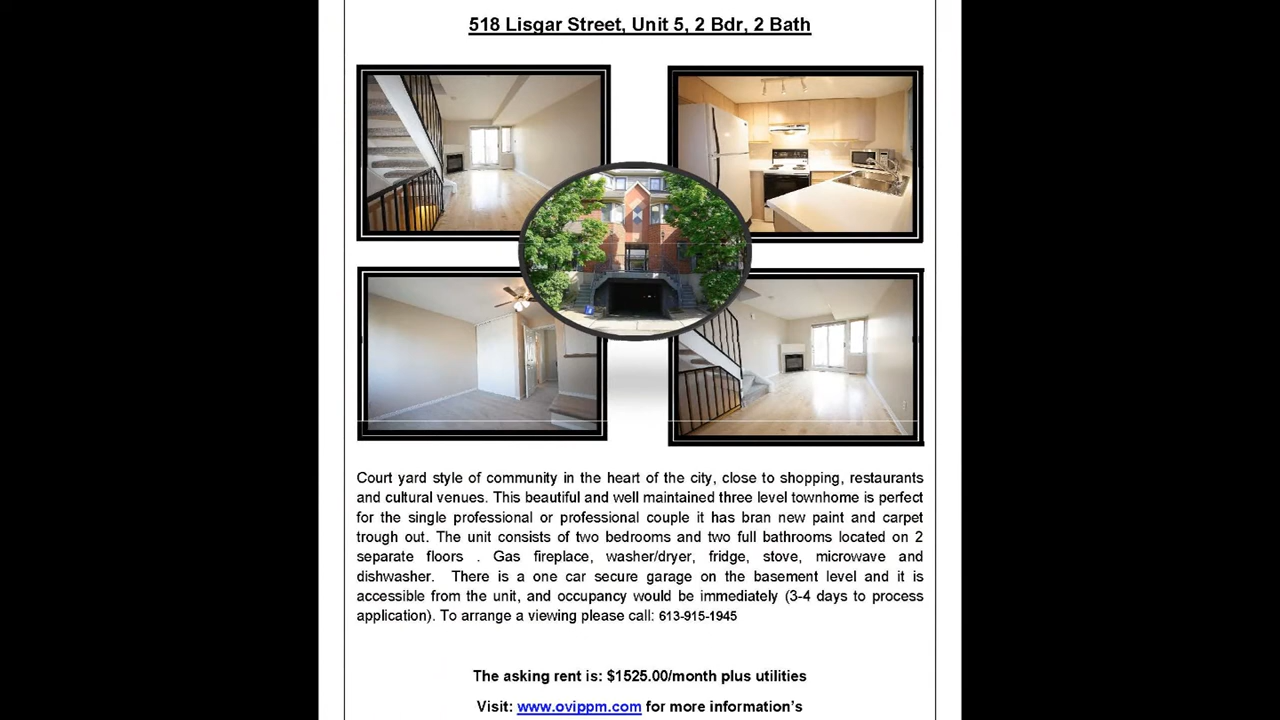 518 Lisgar Street, Unit 5, 2 Bdr, 2 Bath
Court yard style of community in the heart of the city, close to shopping, restaurants
and cultural venues. This beautiful and well maintained three level townhome is perfect
for the single professional or professional couple it has bran new paint and carpet
trough out. The unit consists of two bedrooms and two full bathrooms located on 2
separate floors . Gas fireplace, washer/dryer, fridge, stove, microwave and
dishwasher. There is a one car secure garage on the basement level and it is
accessible from the unit, and occupancy would be immediately (3-4 days to process
application). To arrange a viewing please call: 613-915-1945
The asking rent is: $1525.00/month plus utilities
Visit: www.ovippm.com for more information's